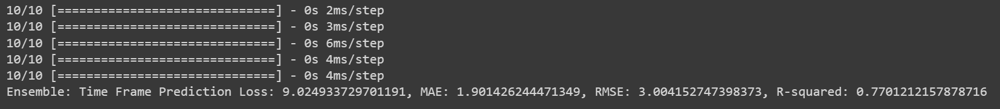 10/10 [==============================] - 0s 2ms/step
10/10 [==============================] - 0s 3ms/step
10/10 [==============================] - 0s 6ms/step
10/10 [==============================] - 0s 4ms/step
10/10 [==============================] - 0s 4ms/step
Ensemble: Time Frame Prediction Loss: 9.024933729701191, MAE: 1.901426244471349, RMSE: 3.004152747398373, R-squared: 0.7701212157878716